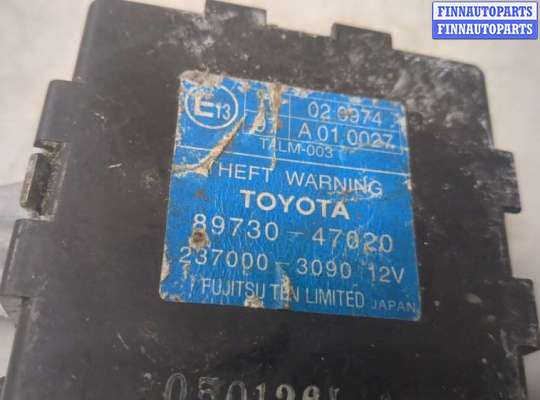 FINNAUTOPARTS
FINNAUTOPARTS
E13
02 0974
A 01 0027
TALM-003
THEFT WARNING
TOYOTA
89730-47020
237000-3090 12V
FUJITSU TEN LIMITED JAPAN